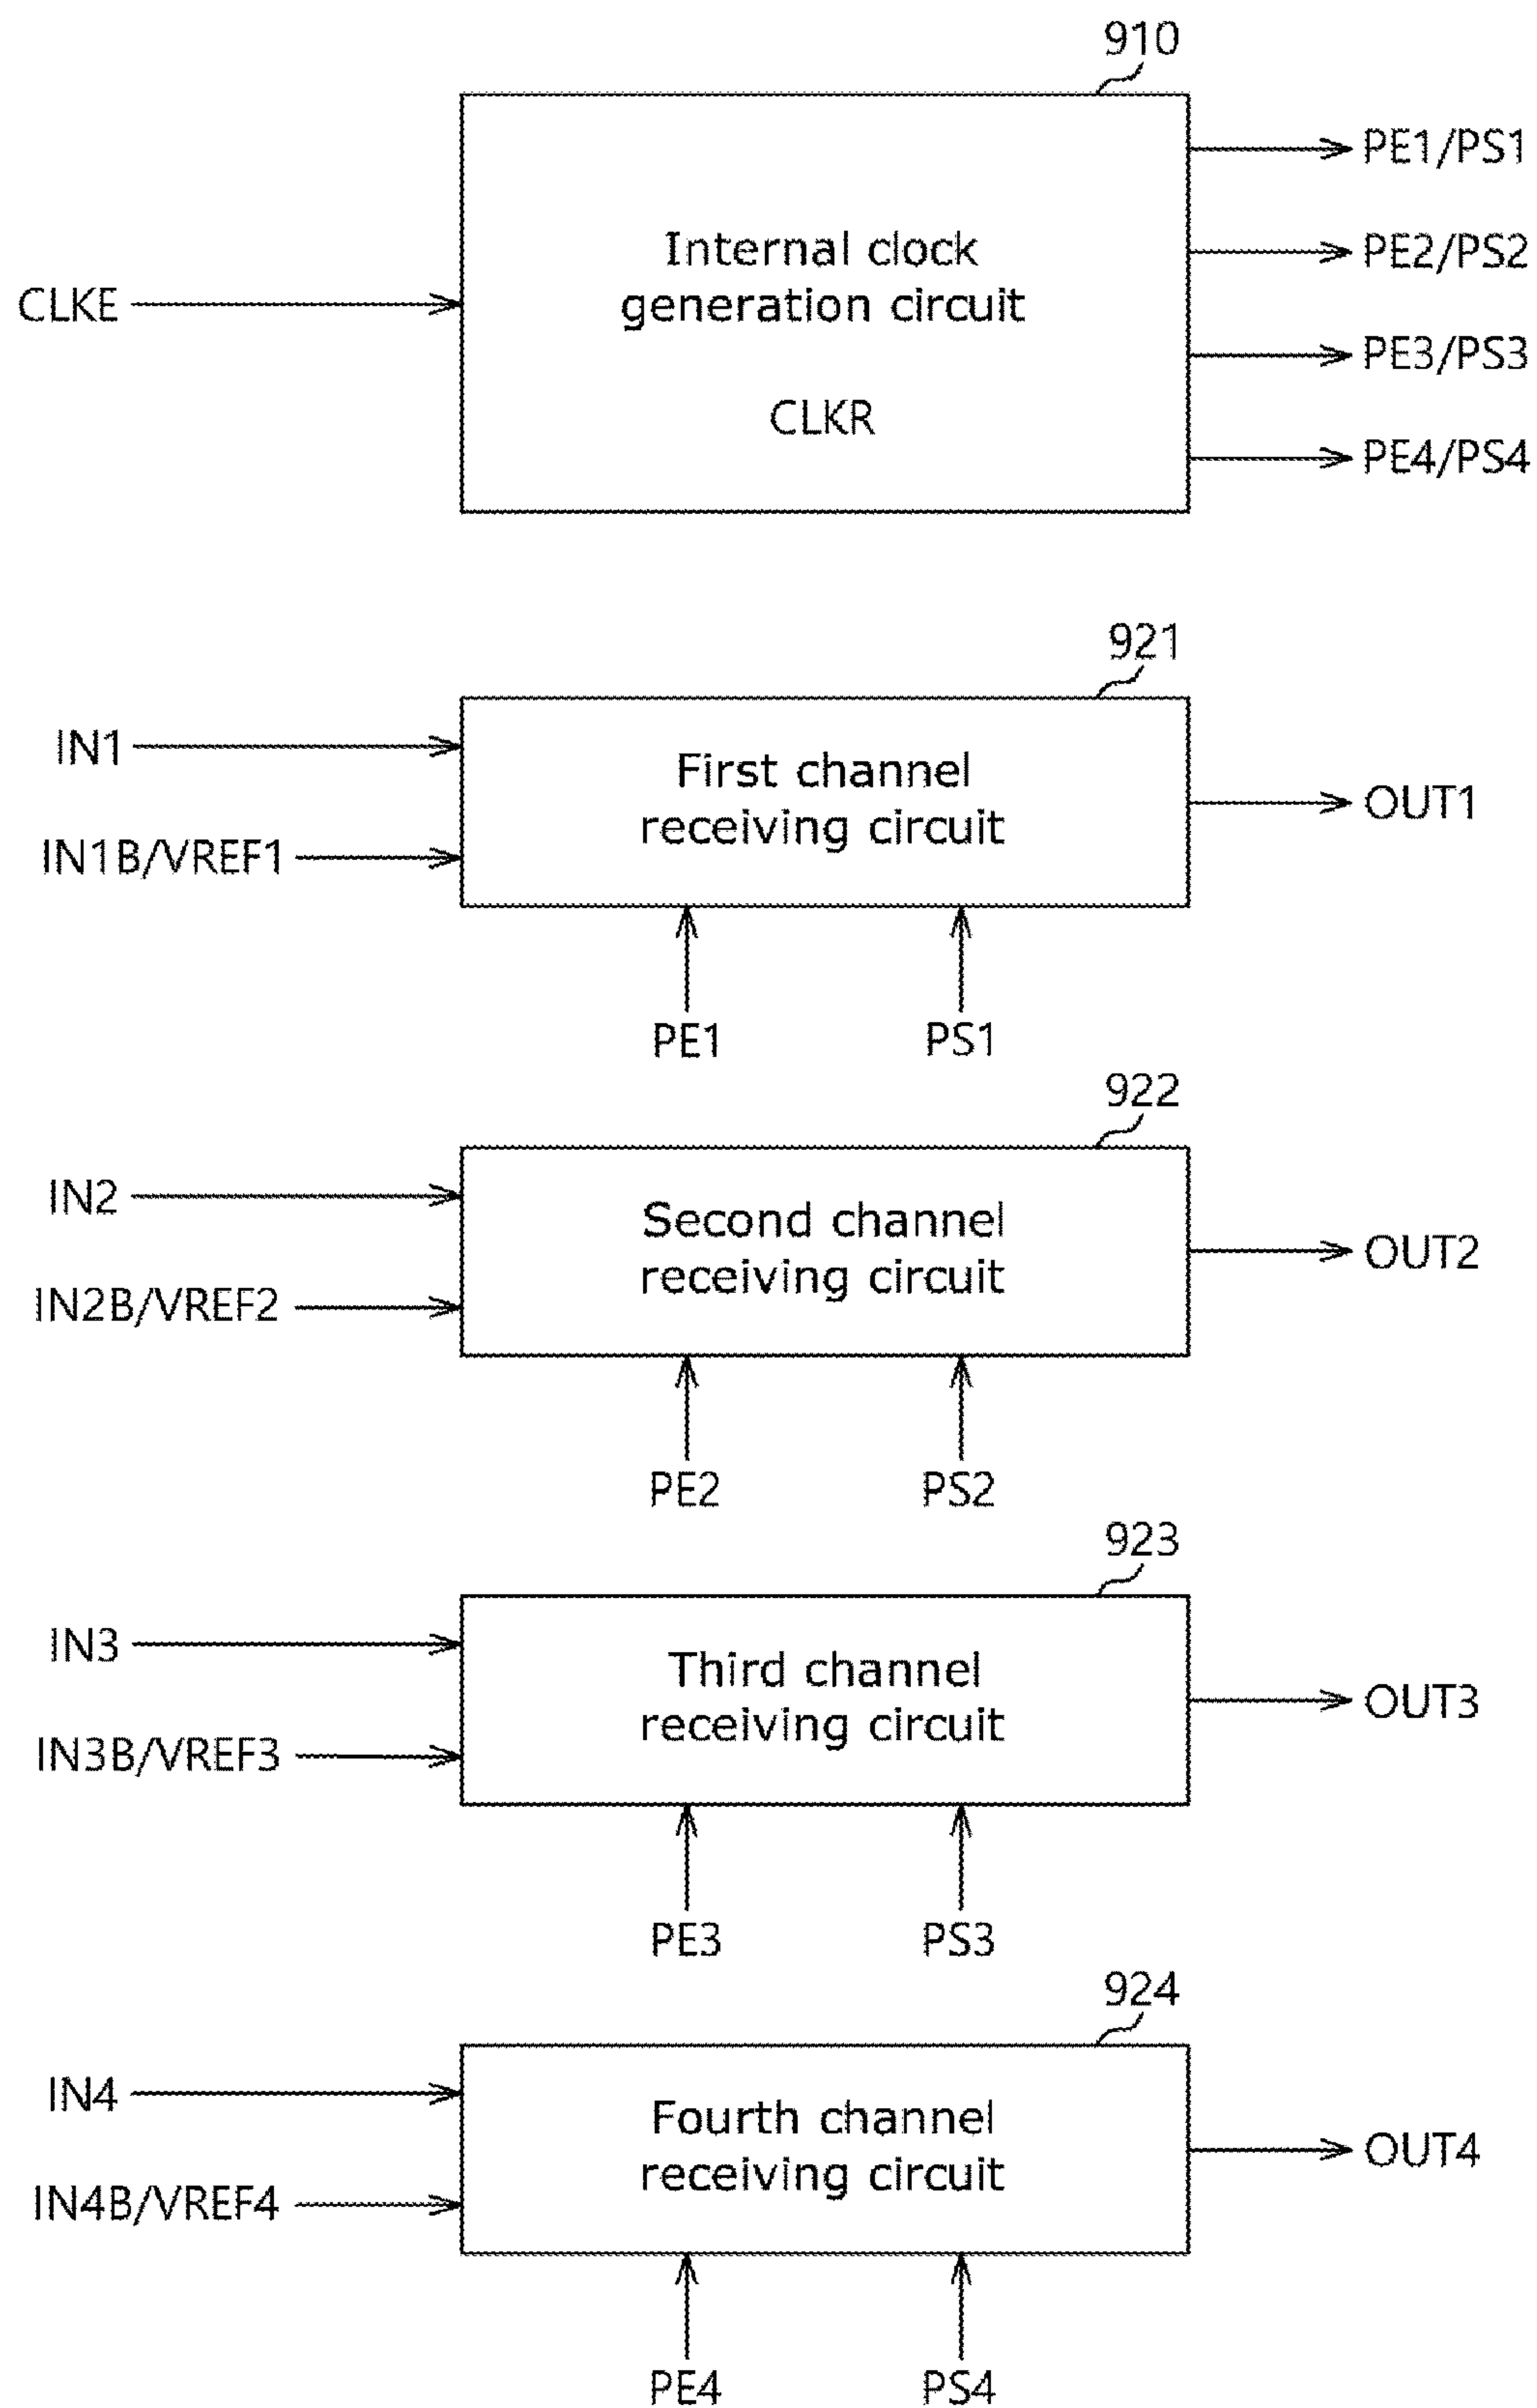 910
PE1/PS1
Internal clock
generation circuit
PE2/PS2
CLKE
PE3/PS3
CLKR
PE4/PS4
921
IN1
First channel
receiving circuit
OUT1
IN1B/VREF1
PE1
PS1
922
IN2
Second channel
receiving circuit
OUT2
IN2B/VREF2
PE2
PS2
923
IN3
Third channel
receiving circuit
OUT3
IN3B/VREF3
PE3
PS3
924
IN4
Fourth channel
receiving circuit
OUT4
IN4B/VREF4
PE4
PS4